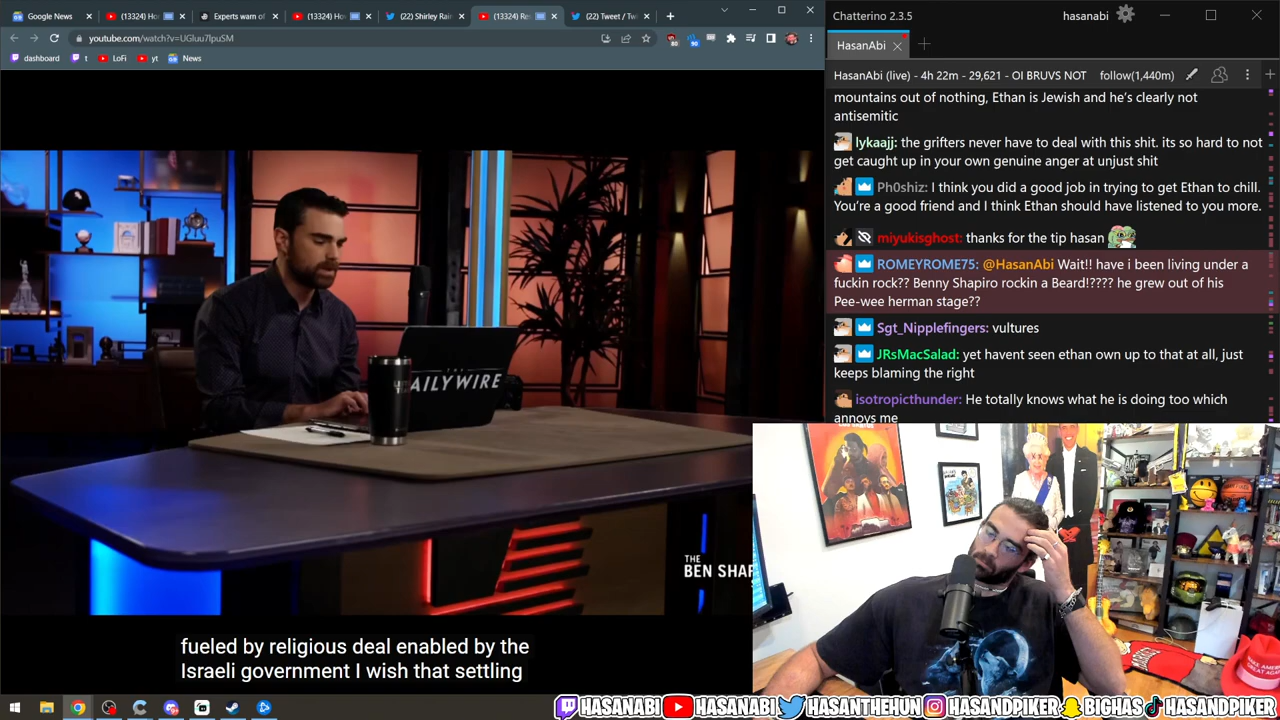 Google News
(13324) Ho
Experts warn of
(13324) Ho
(22) Shirley Rai
(13324) Re
(22) Tweet / Tw
youtube.com/watch?v=UGluu7lpuSM
80
90
dashboard
t
LoFi
yt
News
AILYWIRE
THE
BEN SHAP
fueled by religious deal enabled by the
Israeli government I wish that settling
Chatterino 2.3.5
hasanabi
HasanAbi
HasanAbi (live) - 4h 22m - 29,621 - OI BRUVS NOT
follow(1,440m)
mountains out of nothing, Ethan is Jewish and he's clearly not
antisemitic
lykaajj: the grifters never have to deal with this shit. its so hard to not
get caught up in your own genuine anger at unjust shit
Ph0shiz: I think you did a good job in trying to get Ethan to chill.
You're a good friend and I think Ethan should have listened to you more.
miyukisghost: thanks for the tip hasan
ROMEYROME75: @HasanAbi Wait!! have i been living under a
fuckin rock?? Benny Shapiro rockin a Beard!???? he grew out of his
Pee-wee herman stage??
Sgt_Nipplefingers: vultures
JRsMacSalad: yet havent seen ethan own up to that at all, just
keeps blaming the right
isotropicthunder: He totally knows what he is doing too which
annoys me
HASANABI
HASANABI
HASANTHEHUN
HASANDPIKER
BIGHAS
HASANDPIKER